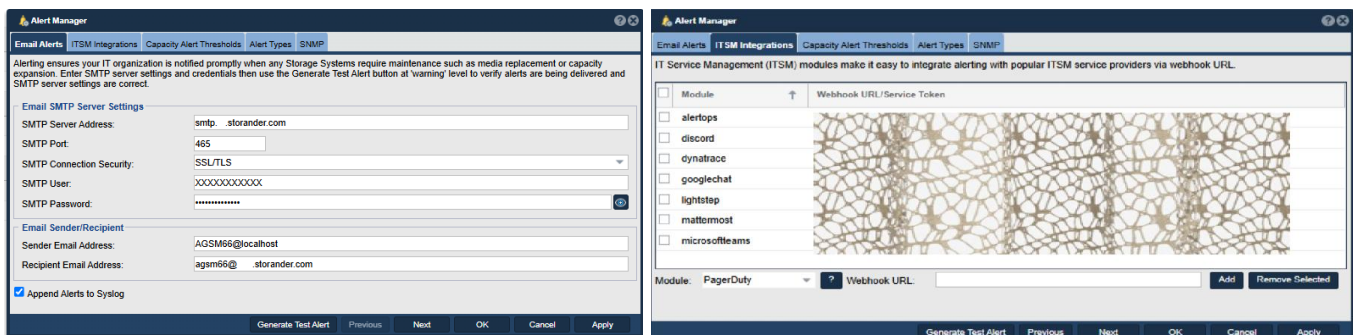 Alert Manager
Email Alerts ITSM Integrations Capacity Alert Thresholds Alert Types SNMP
Alerting ensures your IT organization is notified promptly when any Storage Systems require maintenance such as media replacement or capacity
expansion. Enter SMTP server settings and credentials then use the Generate Test Alert button at 'warning' level to verify alerts are being delivered and
SMTP server settings are correct.
Email SMTP Server Settings
SMTP Server Address: smtp. .storander.com
SMTP Port: 465
SMTP Connection Security: SSL/TLS
SMTP User: XXXXXXXXXXX
SMTP Password: ••••••••••••••
Email Sender/Recipient
Sender Email Address: AGSM66@localhost
Recipient Email Address: agsm66@ .storander.com
Append Alerts to Syslog
Generate Test Alert Previous Next OK Cancel Apply
Alert Manager
Email Alerts ITSM Integrations Capacity Alert Thresholds Alert Types SNMP
IT Service Management (ITSM) modules make it easy to integrate alerting with popular ITSM service providers via webhook URL.
Module Webhook URL/Service Token
alertops
discord
dynatrace
googlechat
lightstep
mattermost
microsoftteams
Module: PagerDuty ? Webhook URL: Add Remove Selected
Generate Test Alert Previous Next OK Cancel Apply